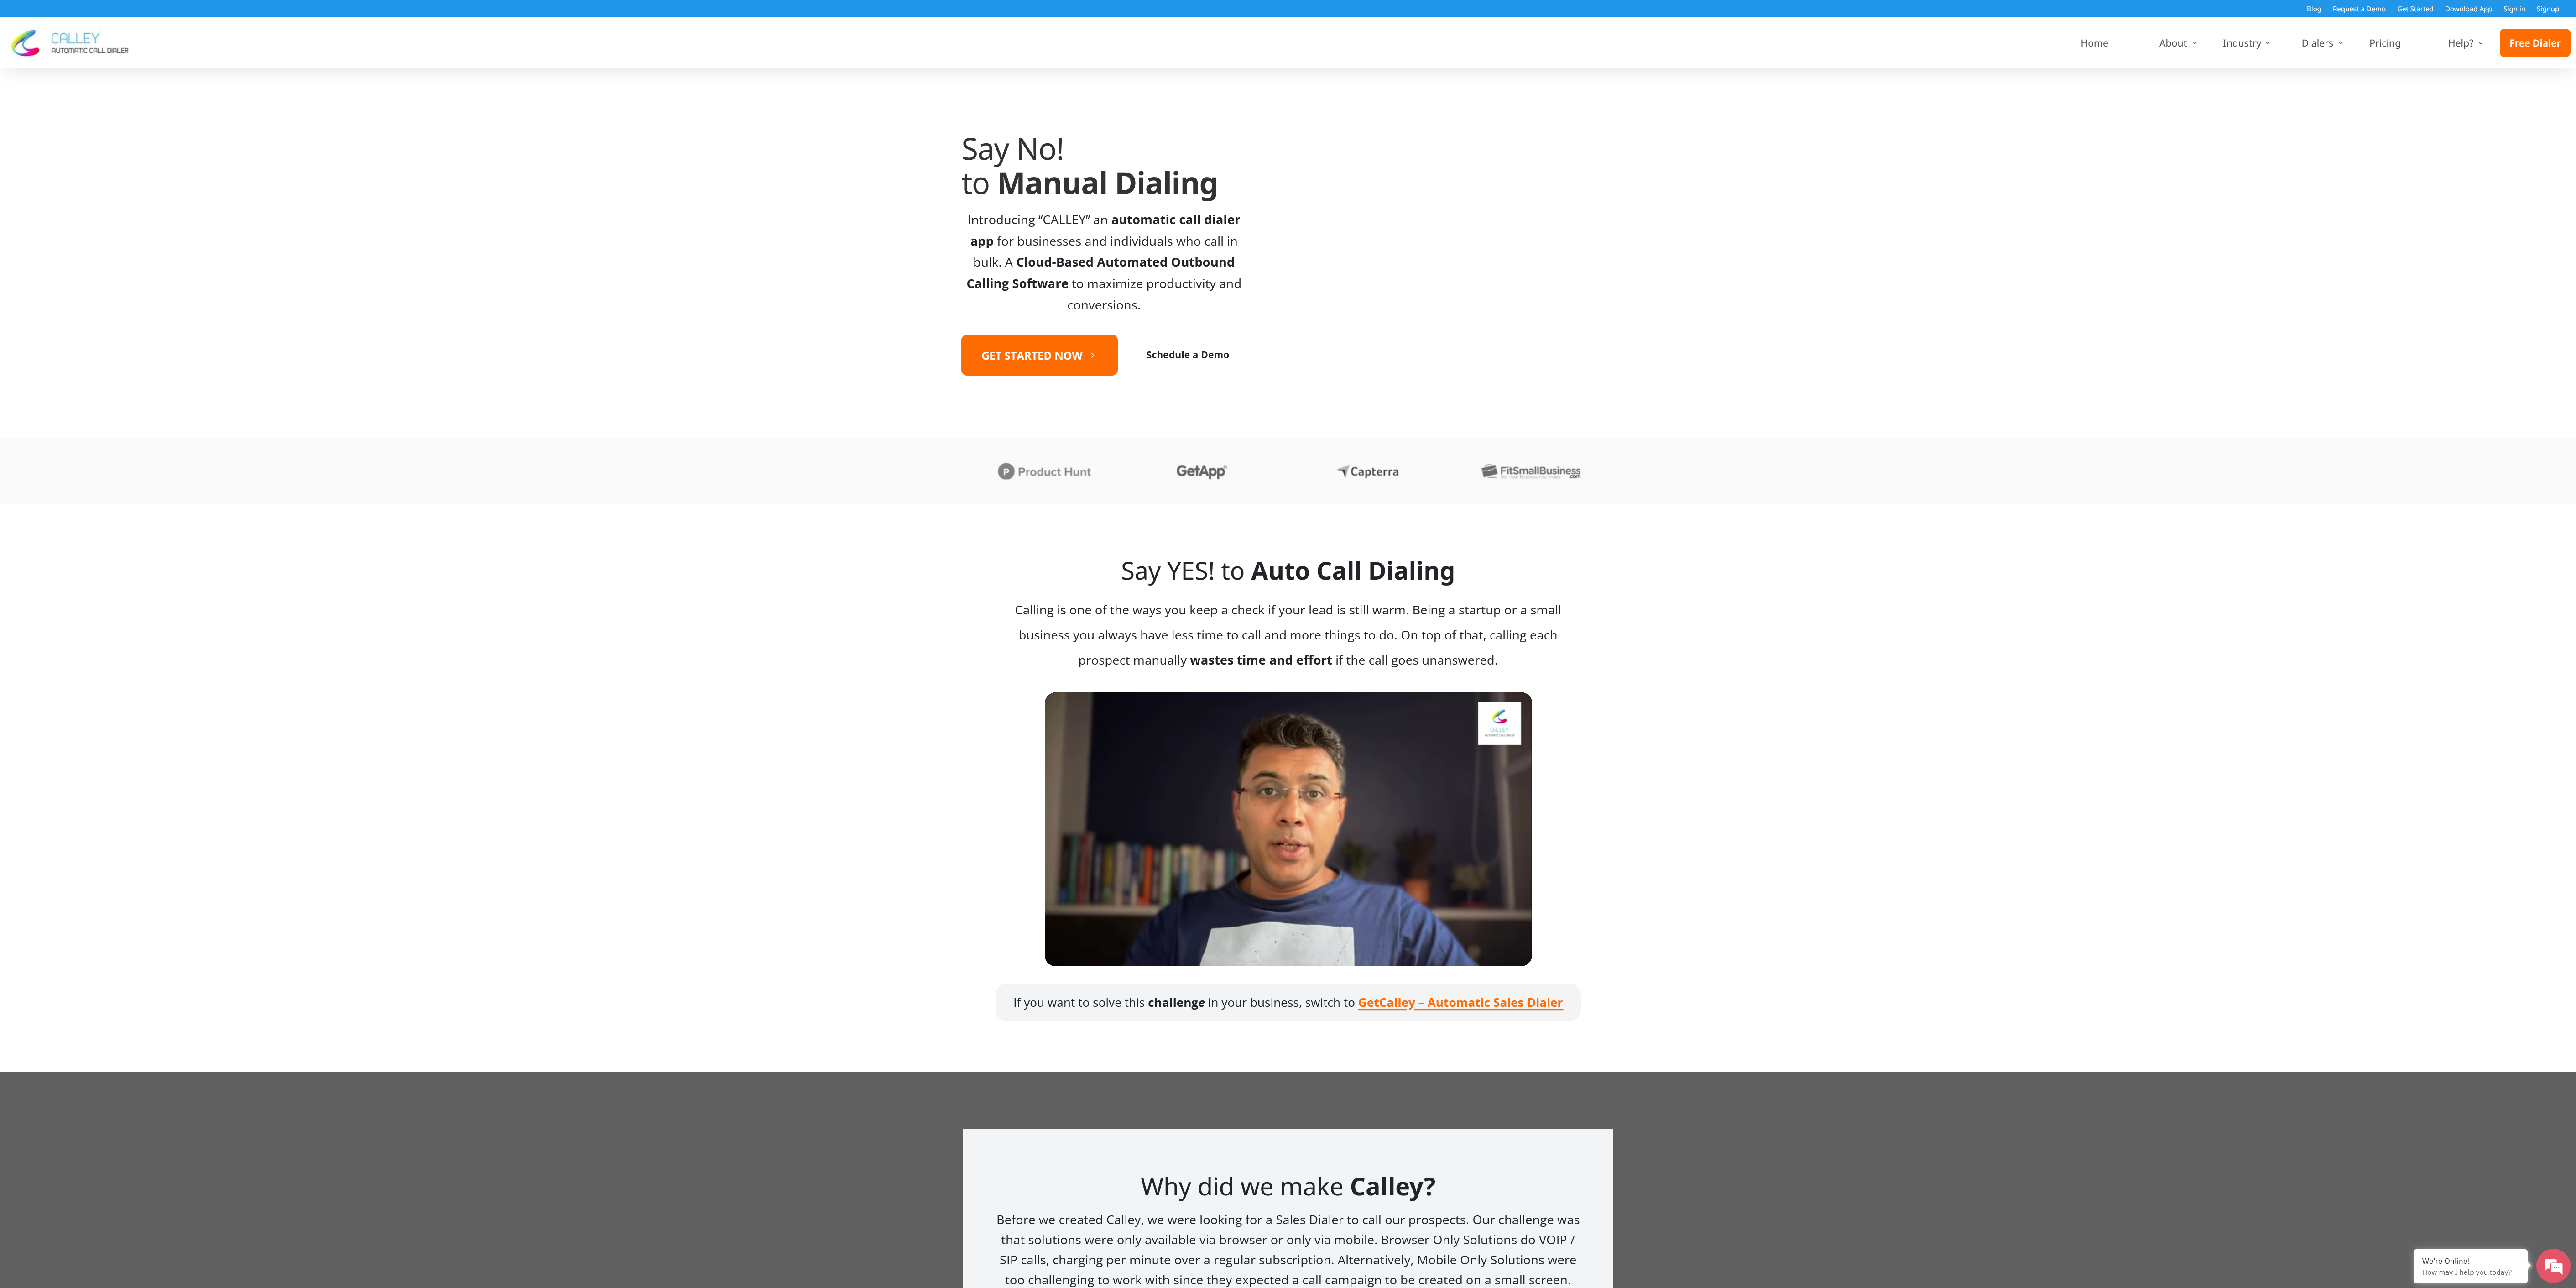 Blog Request a Demo Get Started Download App Sign in Signup
CALLEY
AUTOMATIC CALL DIALER
Home About Industry Dialers Pricing Help? Free Dialer
Say No!
to Manual Dialing
Introducing “CALLEY” an automatic call dialer
app for businesses and individuals who call in
bulk. A Cloud-Based Automated Outbound
Calling Software to maximize productivity and
conversions.
GET STARTED NOW
Schedule a Demo
P Product Hunt
GetApp
Capterra
FitSmallBusiness
.com
Say YES! to Auto Call Dialing
Calling is one of the ways you keep a check if your lead is still warm. Being a startup or a small
business you always have less time to call and more things to do. On top of that, calling each
prospect manually wastes time and effort if the call goes unanswered.
CALLEY
If you want to solve this challenge in your business, switch to GetCalley – Automatic Sales Dialer
Why did we make Calley?
Before we created Calley, we were looking for a Sales Dialer to call our prospects. Our challenge was
that solutions were only available via browser or only via mobile. Browser Only Solutions do VOIP /
SIP calls, charging per minute over a regular subscription. Alternatively, Mobile Only Solutions were
too challenging to work with since they expected a call campaign to be created on a small screen.
We're Online!
How may I help you today?